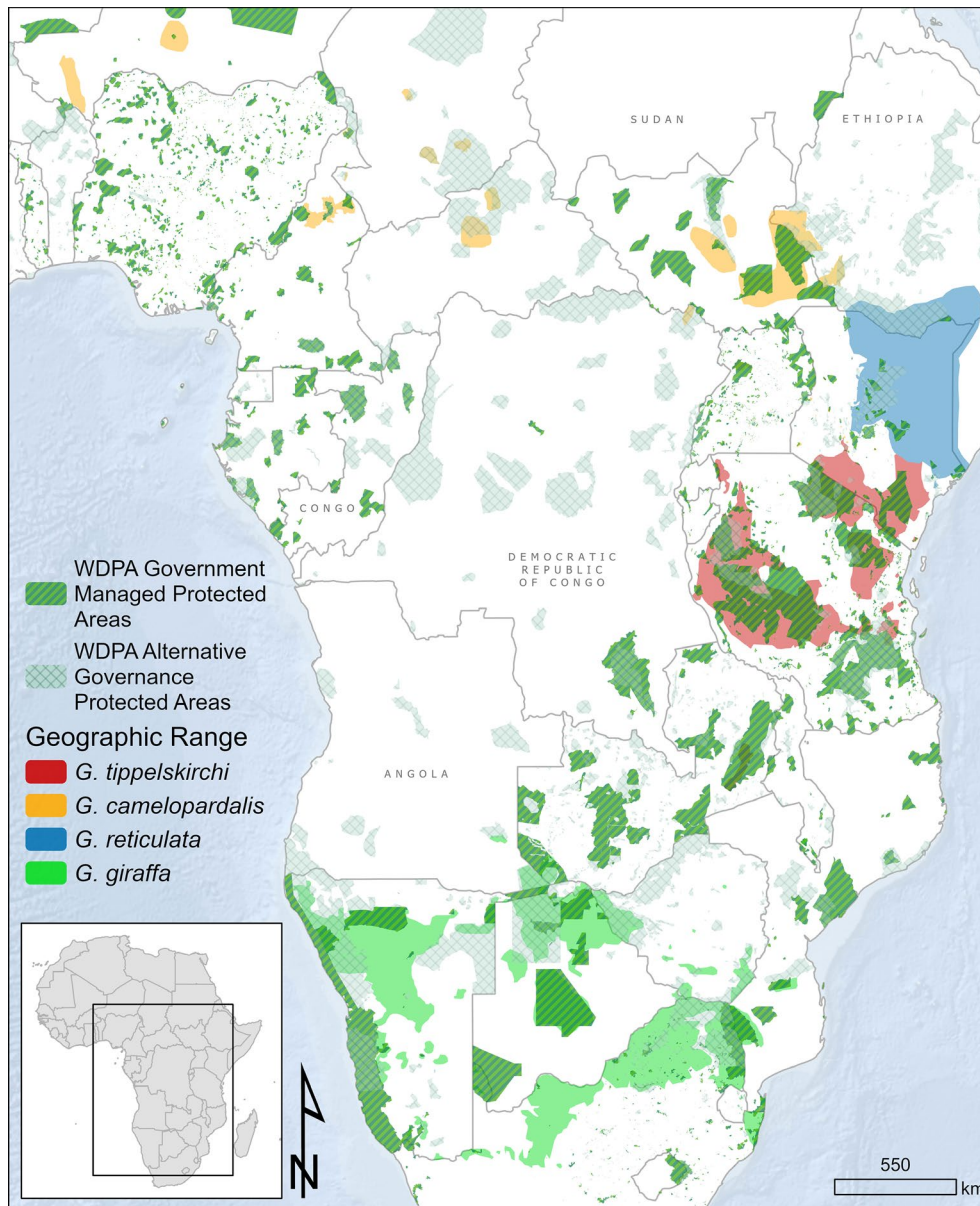 SUDAN
ETHIOPIA
CONGO
DEMOCRATIC
REPUBLIC
OF CONGO
ANGOLA
WDPA Government
Managed Protected
Areas
WDPA Alternative
Governance
Protected Areas
Geographic Range
G. tippelskirchi
G. camelopardalis
G. reticulata
G. giraffa
N
550
km